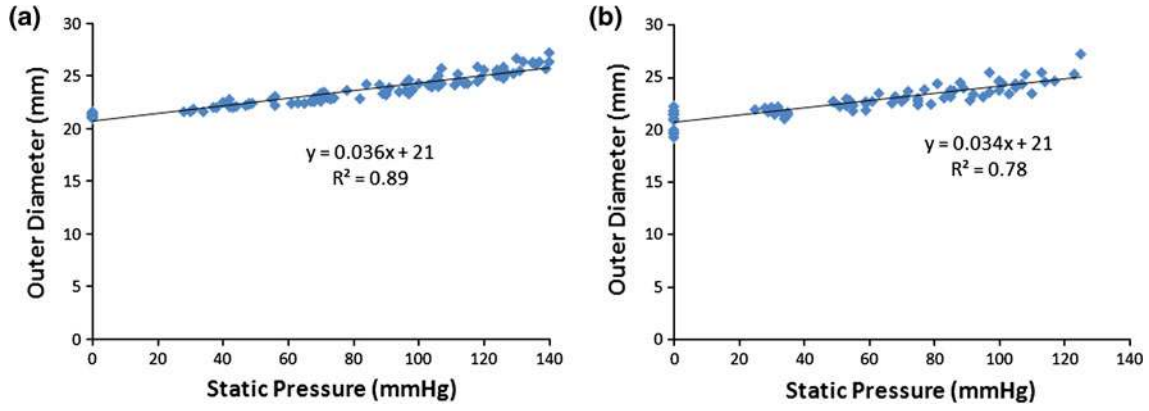 (a)
30
25
20
15
10
5
0
Outer Diameter (mm)
y = 0.036x + 21
R² = 0.89
0 20 40 60 80 100 120 140
Static Pressure (mmHg)
(b)
30
25
20
15
10
5
0
Outer Diameter (mm)
y = 0.034x + 21
R² = 0.78
0 20 40 60 80 100 120 140
Static Pressure (mmHg)